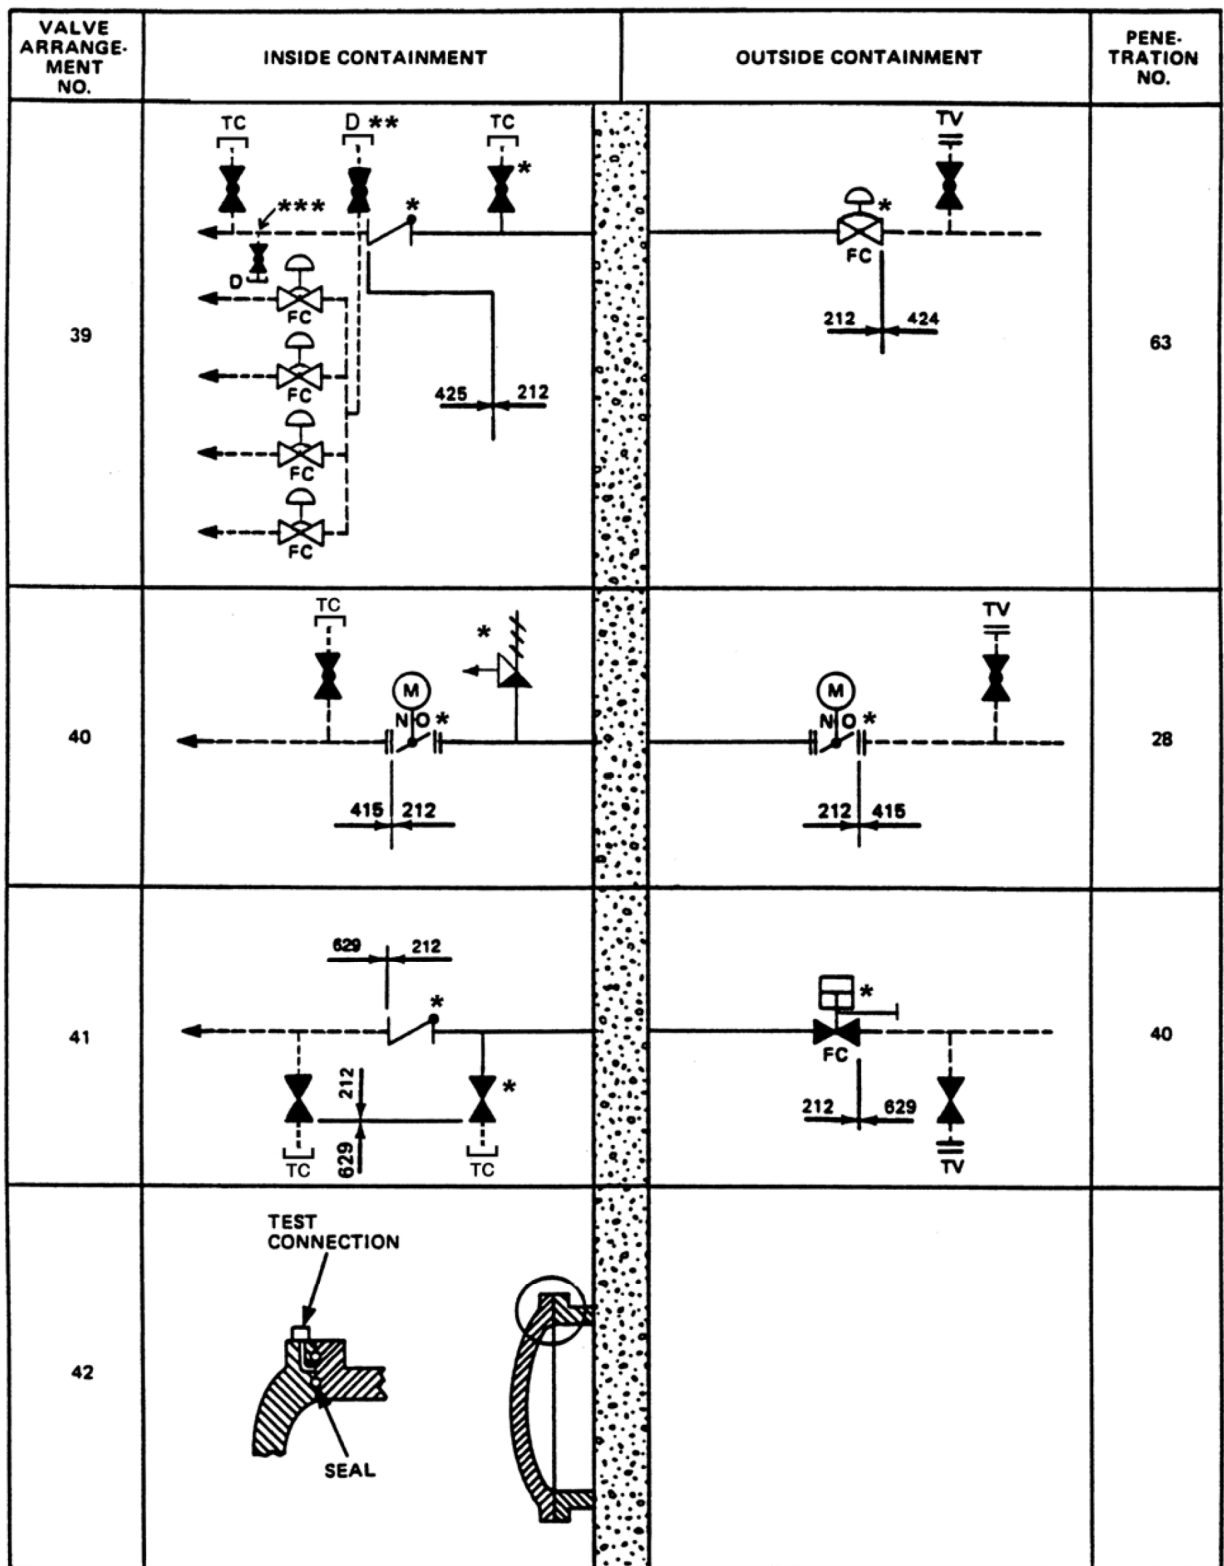 VALVE
ARRANGE-
MENT
NO.
INSIDE CONTAINMENT
OUTSIDE CONTAINMENT
PENE-
TRATION
NO.
39
TC
D **
TC
*
***
*
D
FC
FC
FC
FC
425 212
TV
*
FC
212 424
63
40
TC
*
M
NO *
415 212
TV
M
NO *
212 415
28
41
629 212
*
212
629
*
TC
TC
*
FC
212 629
TV
40
42
TEST
CONNECTION
SEAL